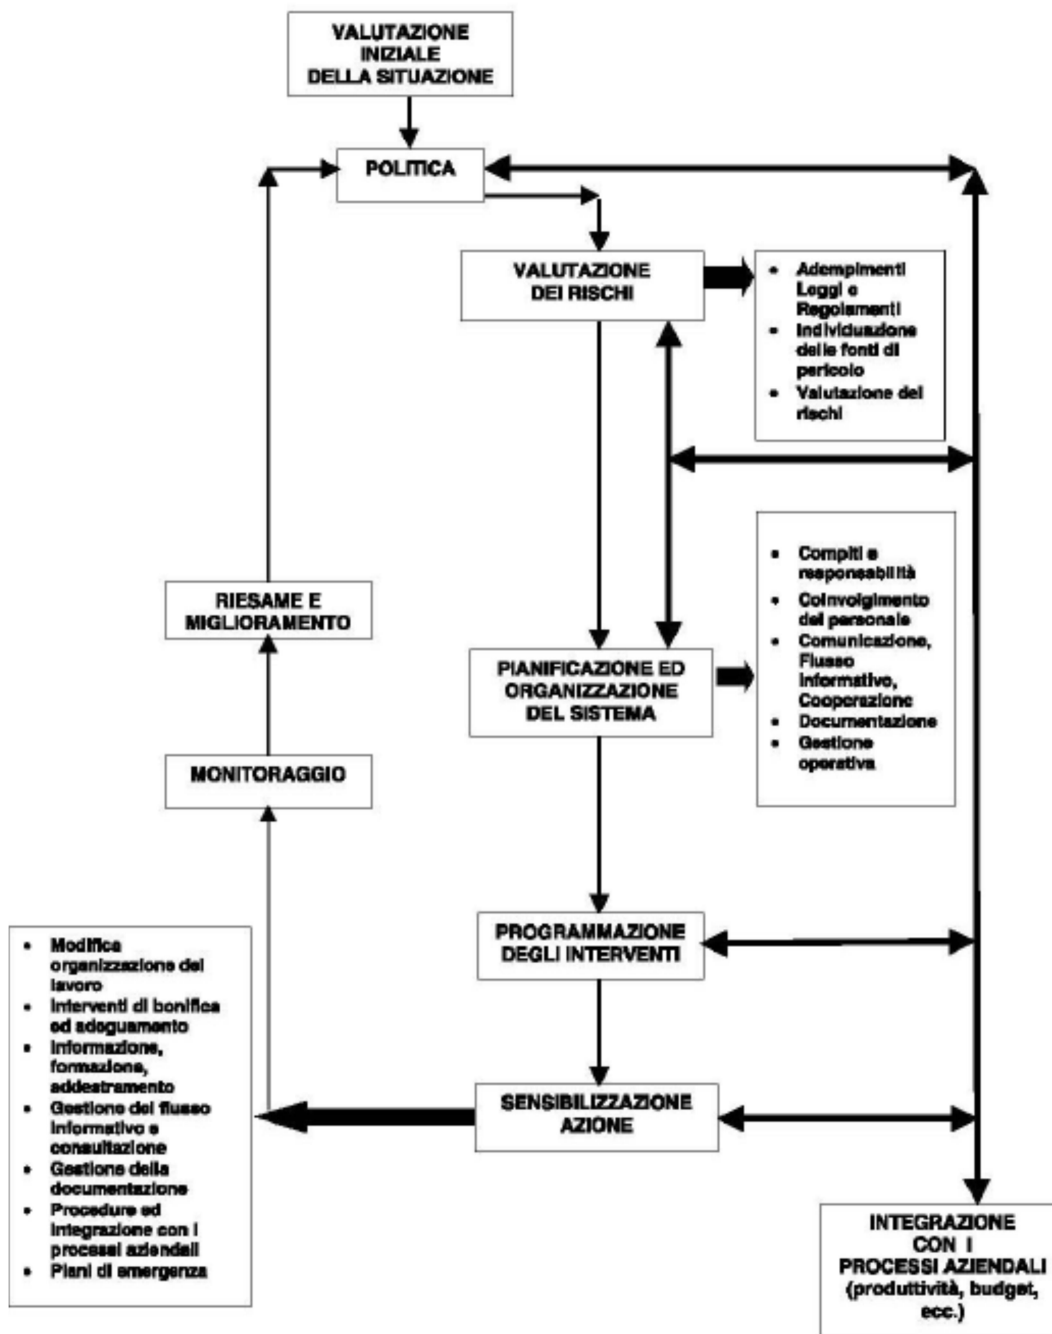 VALUTAZIONE
INIZIALE
DELLA SITUAZIONE
POLITICA
VALUTAZIONE
DEI RISCHI
• Adempimenti
Leggi e
Regolamenti
• Individuazione
delle fonti di
pericolo
• Valutazione dei
rischi
• Compiti e
responsabilità
• Coinvolgimento
del personale
• Comunicazione,
Flusso
Informativo,
Cooperazione
• Documentazione
• Gestione
operativa
RIESAME E
MIGLIORAMENTO
PIANIFICAZIONE ED
ORGANIZZAZIONE
DEL SISTEMA
MONITORAGGIO
PROGRAMMAZIONE
DEGLI INTERVENTI
• Modifica
organizzazione del
lavoro
• Interventi di bonifica
ed adeguamento
• Informazione,
formazione,
addestramento
• Gestione del flusso
informativo e
consultazione
• Gestione della
documentazione
• Procedure ed
integrazione con i
processi aziendali
• Piani di emergenza
SENSIBILIZZAZIONE
AZIONE
INTEGRAZIONE
CON I
PROCESSI AZIENDALI
(produttività, budget,
ecc.)